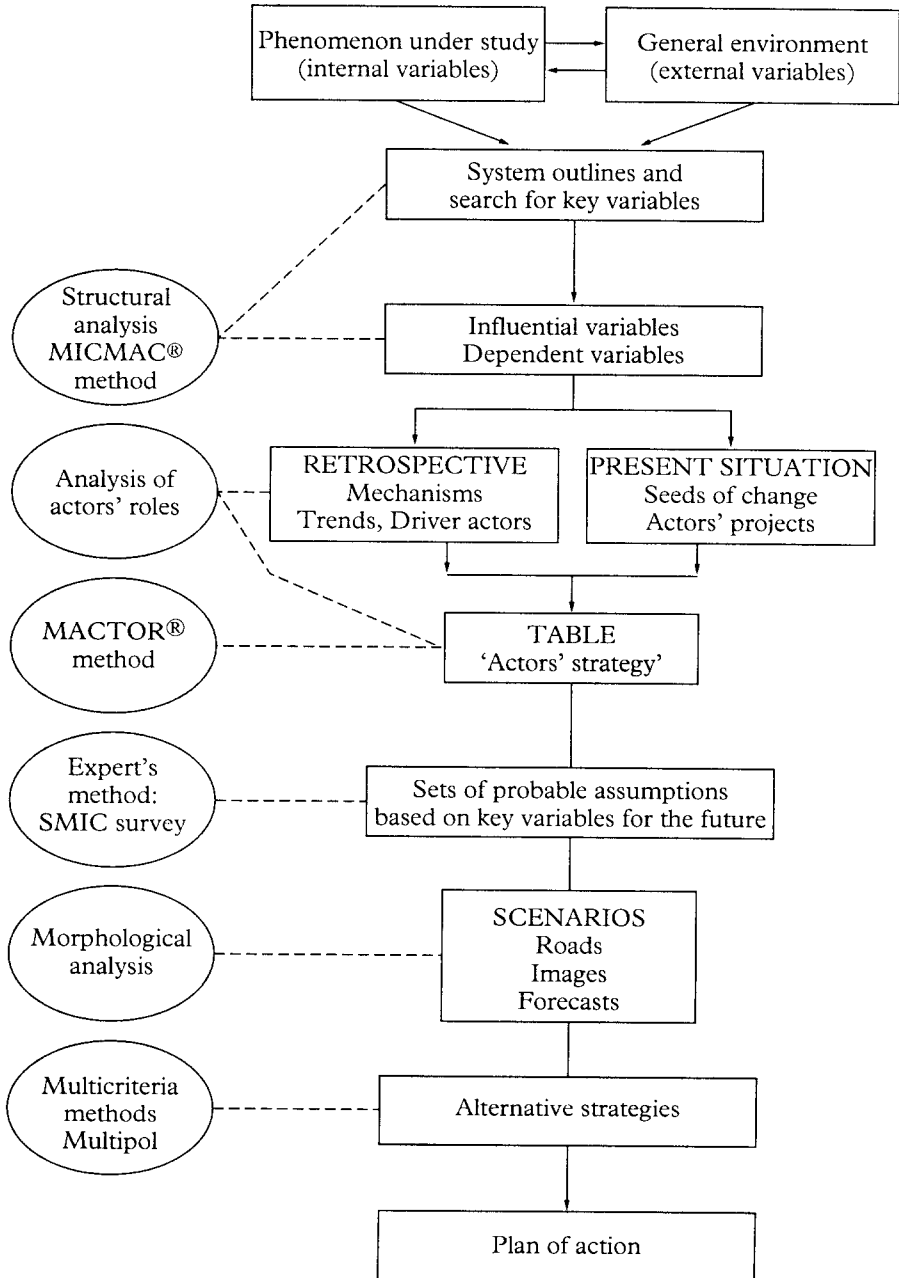 Phenomenon under study
(internal variables)
General environment
(external variables)
System outlines and
search for key variables
Structural
analysis
MICMAC®
method
Influential variables
Dependent variables
Analysis of
actors' roles
RETROSPECTIVE
Mechanisms
Trends, Driver actors
PRESENT SITUATION
Seeds of change
Actors' projects
MACTOR®
method
TABLE
'Actors' strategy'
Expert's
method:
SMIC survey
Sets of probable assumptions
based on key variables for the future
Morphological
analysis
SCENARIOS
Roads
Images
Forecasts
Multicriteria
methods
Multipol
Alternative strategies
Plan of action